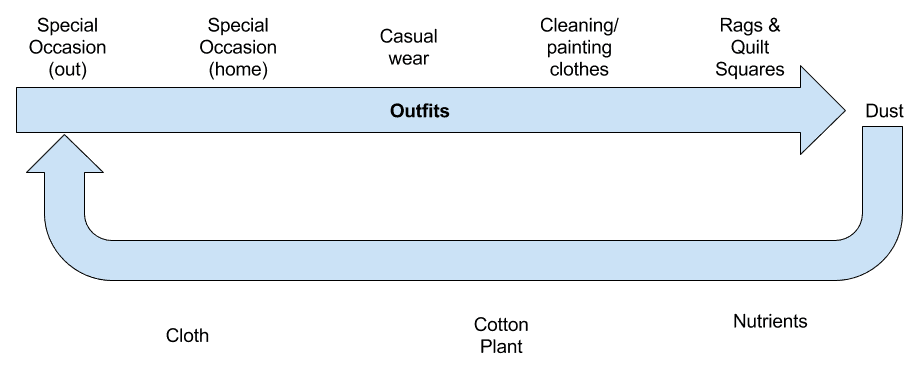 Special
Occasion
(out)
Special
Occasion
(home)
Casual
wear
Cleaning/
painting
clothes
Rags &
Quilt
Squares
Outfits
Dust
Cloth
Cotton
Plant
Nutrients